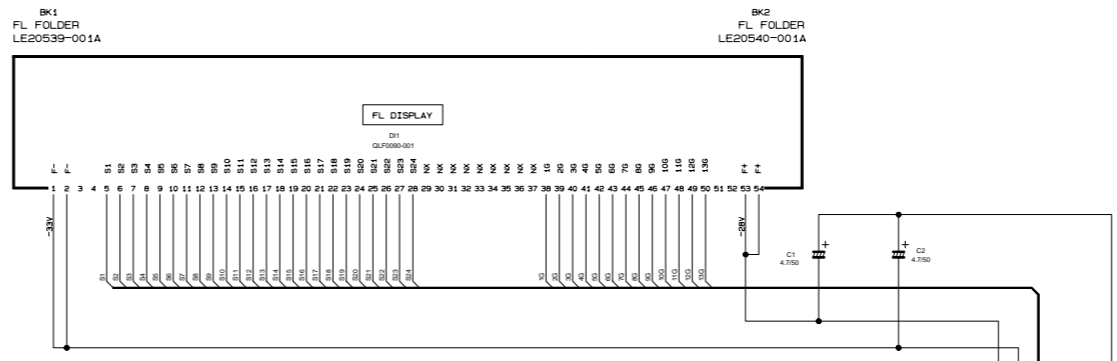 BK1
FL FOLDER
LE20539-001A
BK2
FL FOLDER
LE20540-001A
FL DISPLAY
DI1
QLF0090-001
F- F- S1 S2 S3 S4 S5 S6 S7 S8 S9 S10 S11 S12 S13 S14 S15 S16 S17 S18 S19 S20 S21 S22 S23 S24 NX NX NX NX NX NX NX NX NX 1G 2G 3G 4G 5G 6G 7G 8G 9G 10G 11G 12G 13G F+ F+
1 2 3 4 5 6 7 8 9 10 11 12 13 14 15 16 17 18 19 20 21 22 23 24 25 26 27 28 29 30 31 32 33 34 35 36 37 38 39 40 41 42 43 44 45 46 47 48 49 50 51 52 53 54
-33V
-28V
C1
4.7/50
+
C2
4.7/50
+
S1 S2 S3 S4 S5 S6 S7 S8 S9 S10 S11 S12 S13 S14 S15 S16 S17 S18 S19 S20 S21 S22 S23 S24 1G 2G 3G 4G 5G 6G 7G 8G 9G 10G 11G 12G 13G